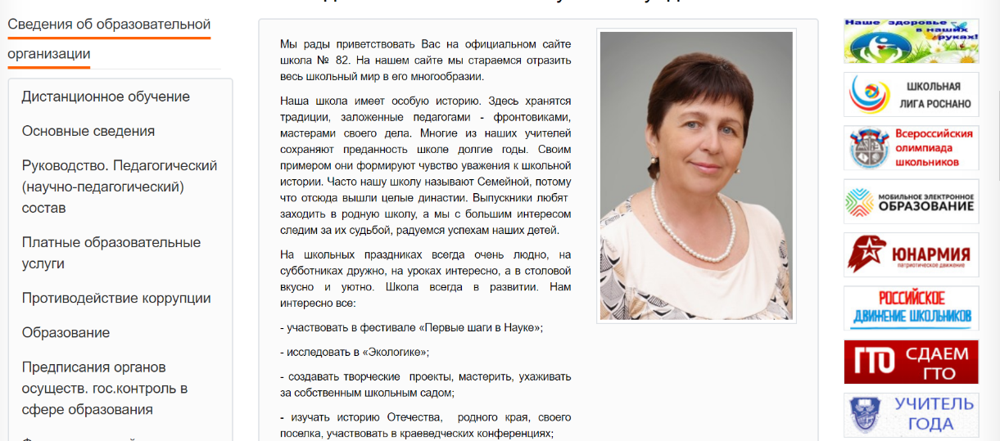 Сведения об образовательной
организации
Дистанционное обучение
Основные сведения
Руководство. Педагогический
(научно-педагогический)
состав
Платные образовательные
услуги
Противодействие коррупции
Образование
Предписания органов
осуществ. гос.контроль в
сфере образования
Мы рады приветствовать Вас на официальном сайте
школа № 82. На нашем сайте мы стараемся отразить
весь школьный мир в его многообразии.
Наша школа имеет особую историю. Здесь хранятся
традиции, заложенные педагогами - фронтовиками,
мастерами своего дела. Многие из наших учителей
сохраняют преданность школе долгие годы. Своим
примером они формируют чувство уважения к школьной
истории. Часто нашу школу называют Семейной, потому
что отсюда вышли целые династии. Выпускники любят
заходить в родную школу, а мы с большим интересом
следим за их судьбой, радуемся успехам наших детей.
На школьных праздниках всегда очень людно, на
субботниках дружно, на уроках интересно, а в столовой
вкусно и уютно. Школа всегда в развитии. Нам
интересно все:
- участвовать в фестивале «Первые шаги в Науке»;
- исследовать в «Экологике»;
- создавать творческие проекты, мастерить, ухаживать
за собственным школьным садом;
- изучать историю Отечества, родного края, своего
поселка, участвовать в краеведческих конференциях;
Наше здоровье
в наших
руках!
ШКОЛЬНАЯ
ЛИГА РОСНАНО
Всероссийския
олимпиада
школьников
МОБИЛЬНОЕ ЭЛЕКТРОННОЕ
ОБРАЗОВАНИЕ
ЮНАРМИЯ
патриотическое движение
РОССИЙСКОЕ
ДВИЖЕНИЕ ШКОЛЬНИКОВ
ГТО СДАЕМ
ГТО
УЧИТЕЛЬ
ГОДА